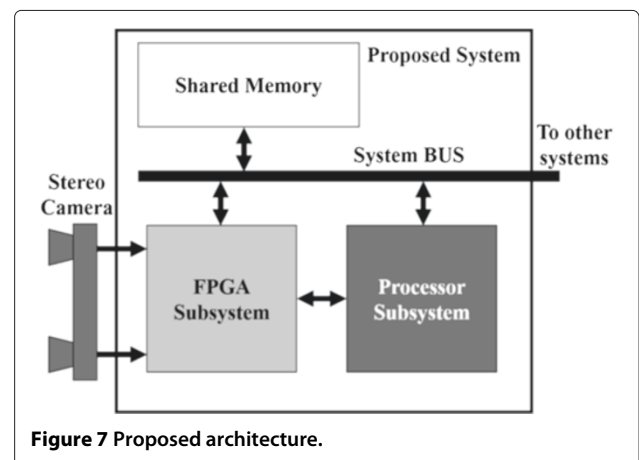 Proposed System
Shared Memory
To other
systems
System BUS
Stereo
Camera
FPGA
Subsystem
Processor
Subsystem
Figure 7 Proposed architecture.